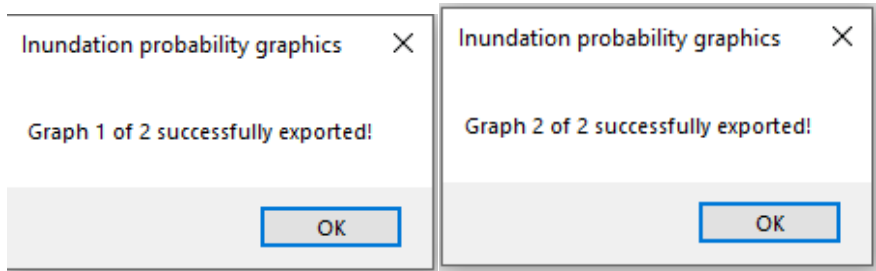 Inundation probability graphics
Graph 1 of 2 successfully exported!
OK
Inundation probability graphics
Graph 2 of 2 successfully exported!
OK